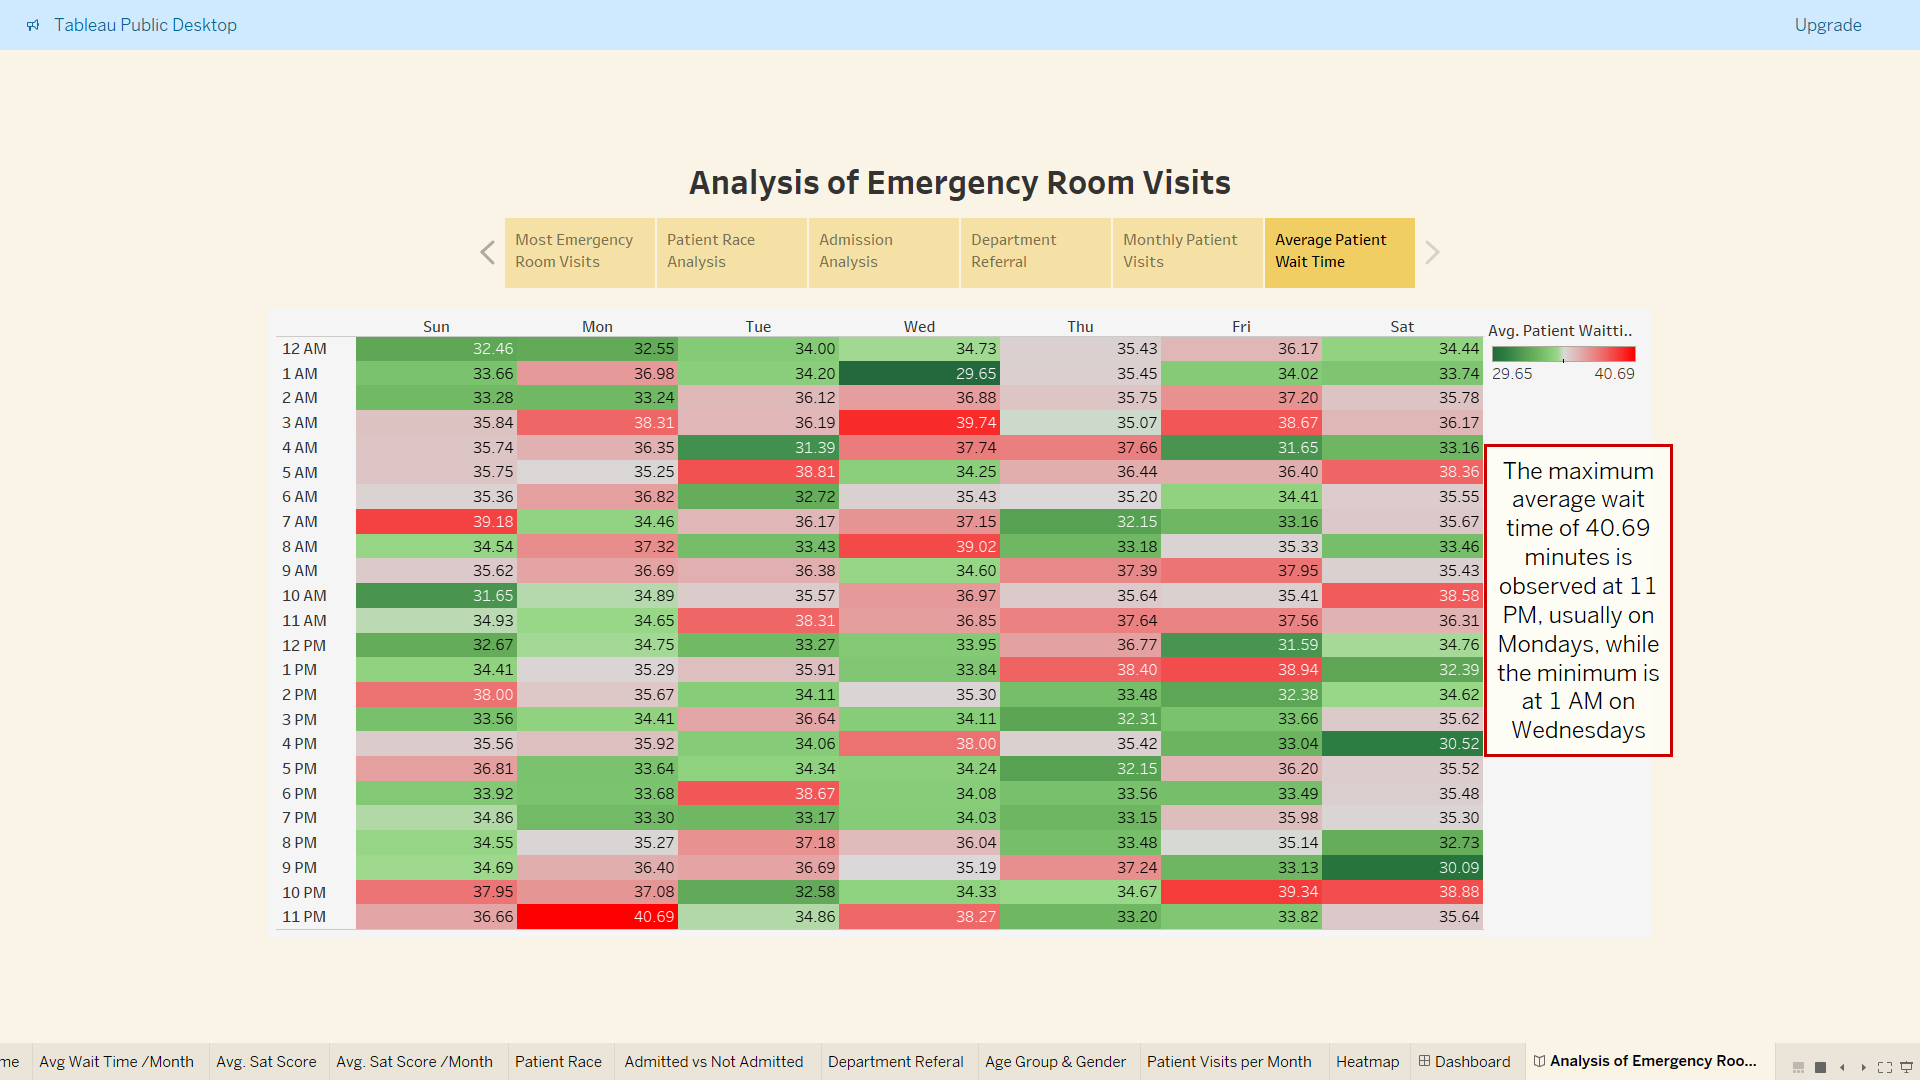 Tableau Public Desktop Upgrade
Analysis of Emergency Room Visits
Most Emergency Room Visits
Patient Race Analysis
Admission Analysis
Department Referral
Monthly Patient Visits
Average Patient Wait Time
Sun Mon Tue Wed Thu Fri Sat
12 AM 32.46 32.55 34.00 34.73 35.43 36.17 34.44
1 AM 33.66 36.98 34.20 29.65 35.45 34.02 33.74
2 AM 33.28 33.24 36.12 36.88 35.75 37.20 35.78
3 AM 35.84 38.31 36.19 39.74 35.07 38.67 36.17
4 AM 35.74 36.35 31.39 37.74 37.66 31.65 33.16
5 AM 35.75 35.25 38.81 34.25 36.44 36.40 38.36
6 AM 35.36 36.82 32.72 35.43 35.20 34.41 35.55
7 AM 39.18 34.46 36.17 37.15 32.15 33.16 35.67
8 AM 34.54 37.32 33.43 39.02 33.18 35.33 33.46
9 AM 35.62 36.69 36.38 34.60 37.39 37.95 35.43
10 AM 31.65 34.89 35.57 36.97 35.64 35.41 38.58
11 AM 34.93 34.65 38.31 36.85 37.64 37.56 36.31
12 PM 32.67 34.75 33.27 33.95 36.77 31.59 34.76
1 PM 34.41 35.29 35.91 33.84 38.40 38.94 32.39
2 PM 38.00 35.67 34.11 35.30 33.48 32.38 34.62
3 PM 33.56 34.41 36.64 34.11 32.31 33.66 35.62
4 PM 35.56 35.92 34.06 38.00 35.42 33.04 30.52
5 PM 36.81 33.64 34.34 34.24 32.15 36.20 35.52
6 PM 33.92 33.68 38.67 34.08 33.56 33.49 35.48
7 PM 34.86 33.30 33.17 34.03 33.15 35.98 35.30
8 PM 34.55 35.27 37.18 36.04 33.48 35.14 32.73
9 PM 34.69 36.40 36.69 35.19 37.24 33.13 30.09
10 PM 37.95 37.08 32.58 34.33 34.67 39.34 38.88
11 PM 36.66 40.69 34.86 38.27 33.20 33.82 35.64
Avg. Patient Waitti..
29.65 40.69
The maximum
average wait
time of 40.69
minutes is
observed at 11
PM, usually on
Mondays, while
the minimum is
at 1 AM on
Wednesdays
me Avg Wait Time /Month Avg. Sat Score Avg. Sat Score /Month Patient Race Admitted vs Not Admitted Department Referal Age Group & Gender Patient Visits per Month Heatmap Dashboard Analysis of Emergency Roo...